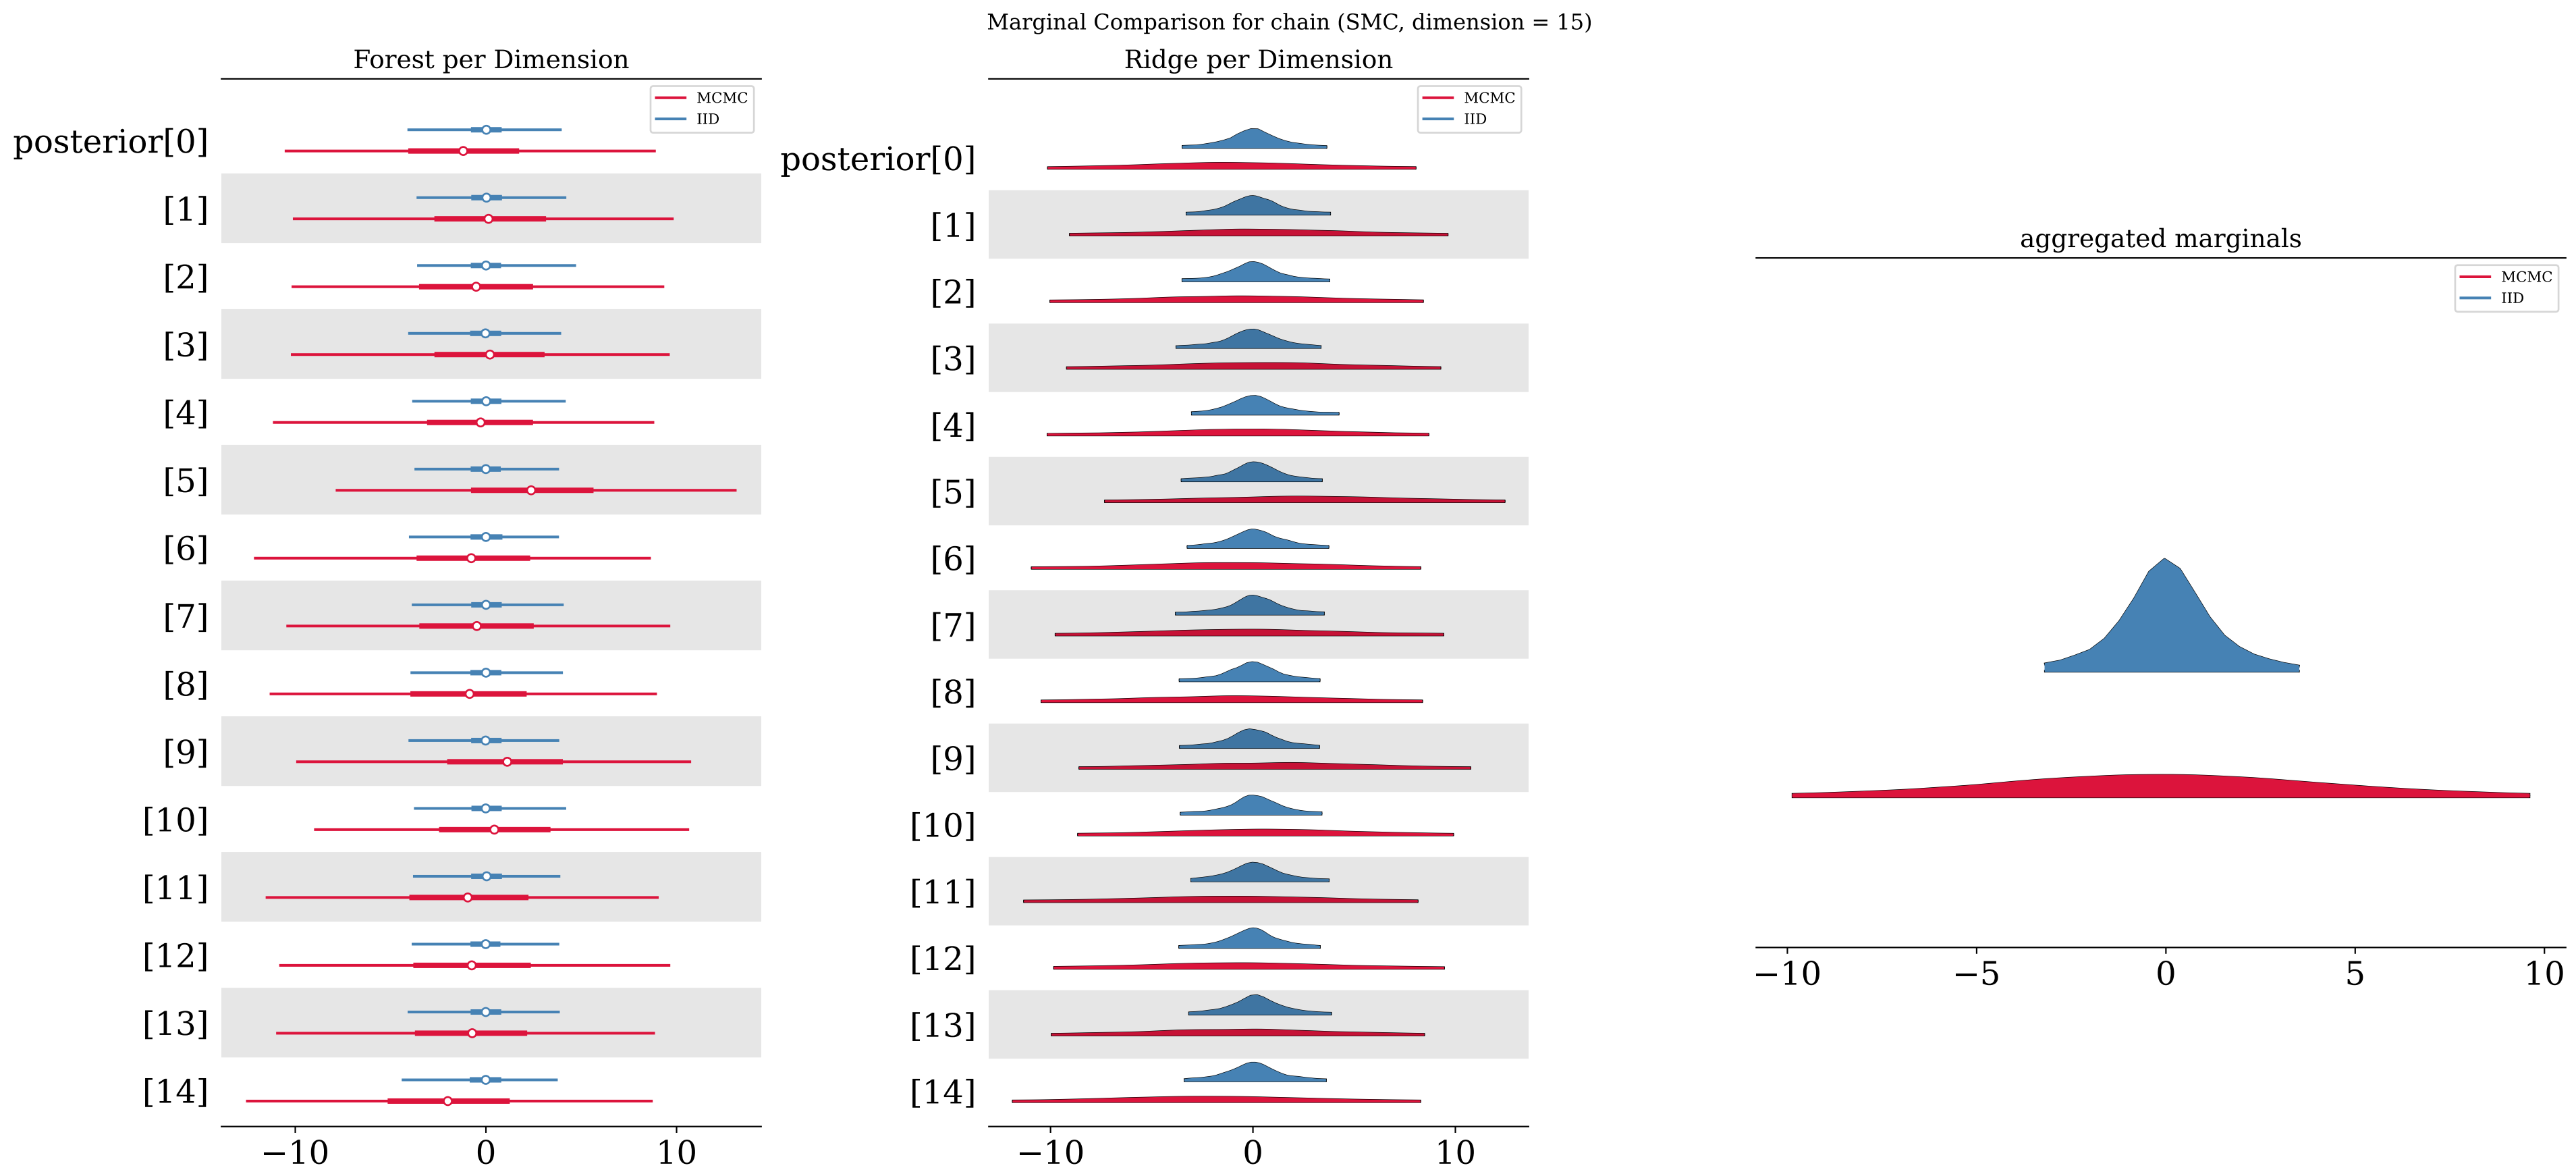 Marginal Comparison for chain (SMC, dimension = 15)
Forest per Dimension
MCMC
IID
posterior[0]
[1]
[2]
[3]
[4]
[5]
[6]
[7]
[8]
[9]
[10]
[11]
[12]
[13]
[14]
−10 0 10
Ridge per Dimension
MCMC
IID
posterior[0]
[1]
[2]
[3]
[4]
[5]
[6]
[7]
[8]
[9]
[10]
[11]
[12]
[13]
[14]
−10 0 10
aggregated marginals
MCMC
IID
−10 −5 0 5 10